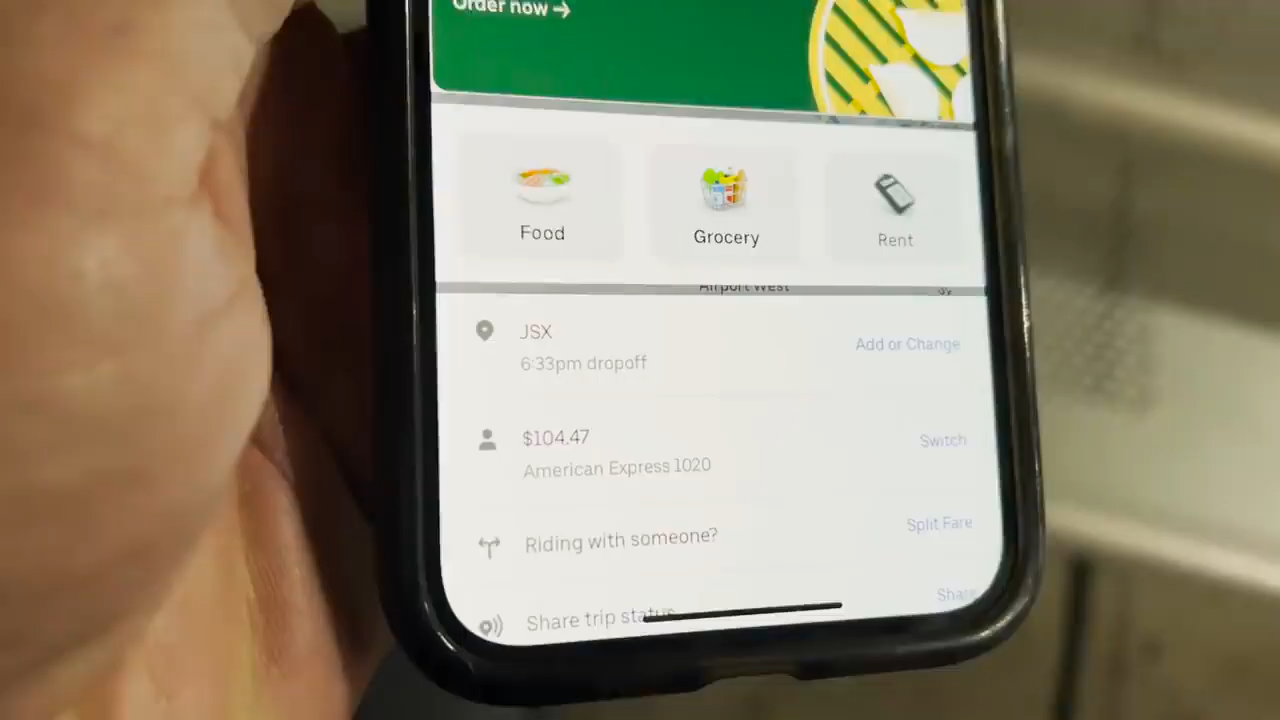 Order now →
Food
Grocery
Rent
Airport West
JSX
Add or Change
6:33pm dropoff
$104.47
Switch
American Express 1020
Riding with someone?
Split Fare
Share trip status
Share